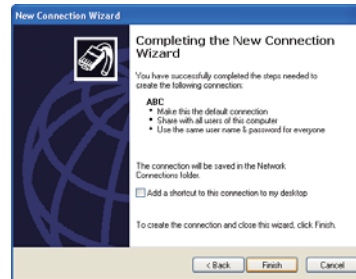 New Connection Wizard
Completing the New Connection
Wizard
You have successfully completed the steps needed to
create the following connection:
ABC
• Make this the default connection
• Share with all users of this computer
• Use the same user name & password for everyone
The connection will be saved in the Network
Connections folder.
Add a shortcut to this connection to my desktop
To create the connection and close this wizard, click Finish.
< Back
Finish
Cancel